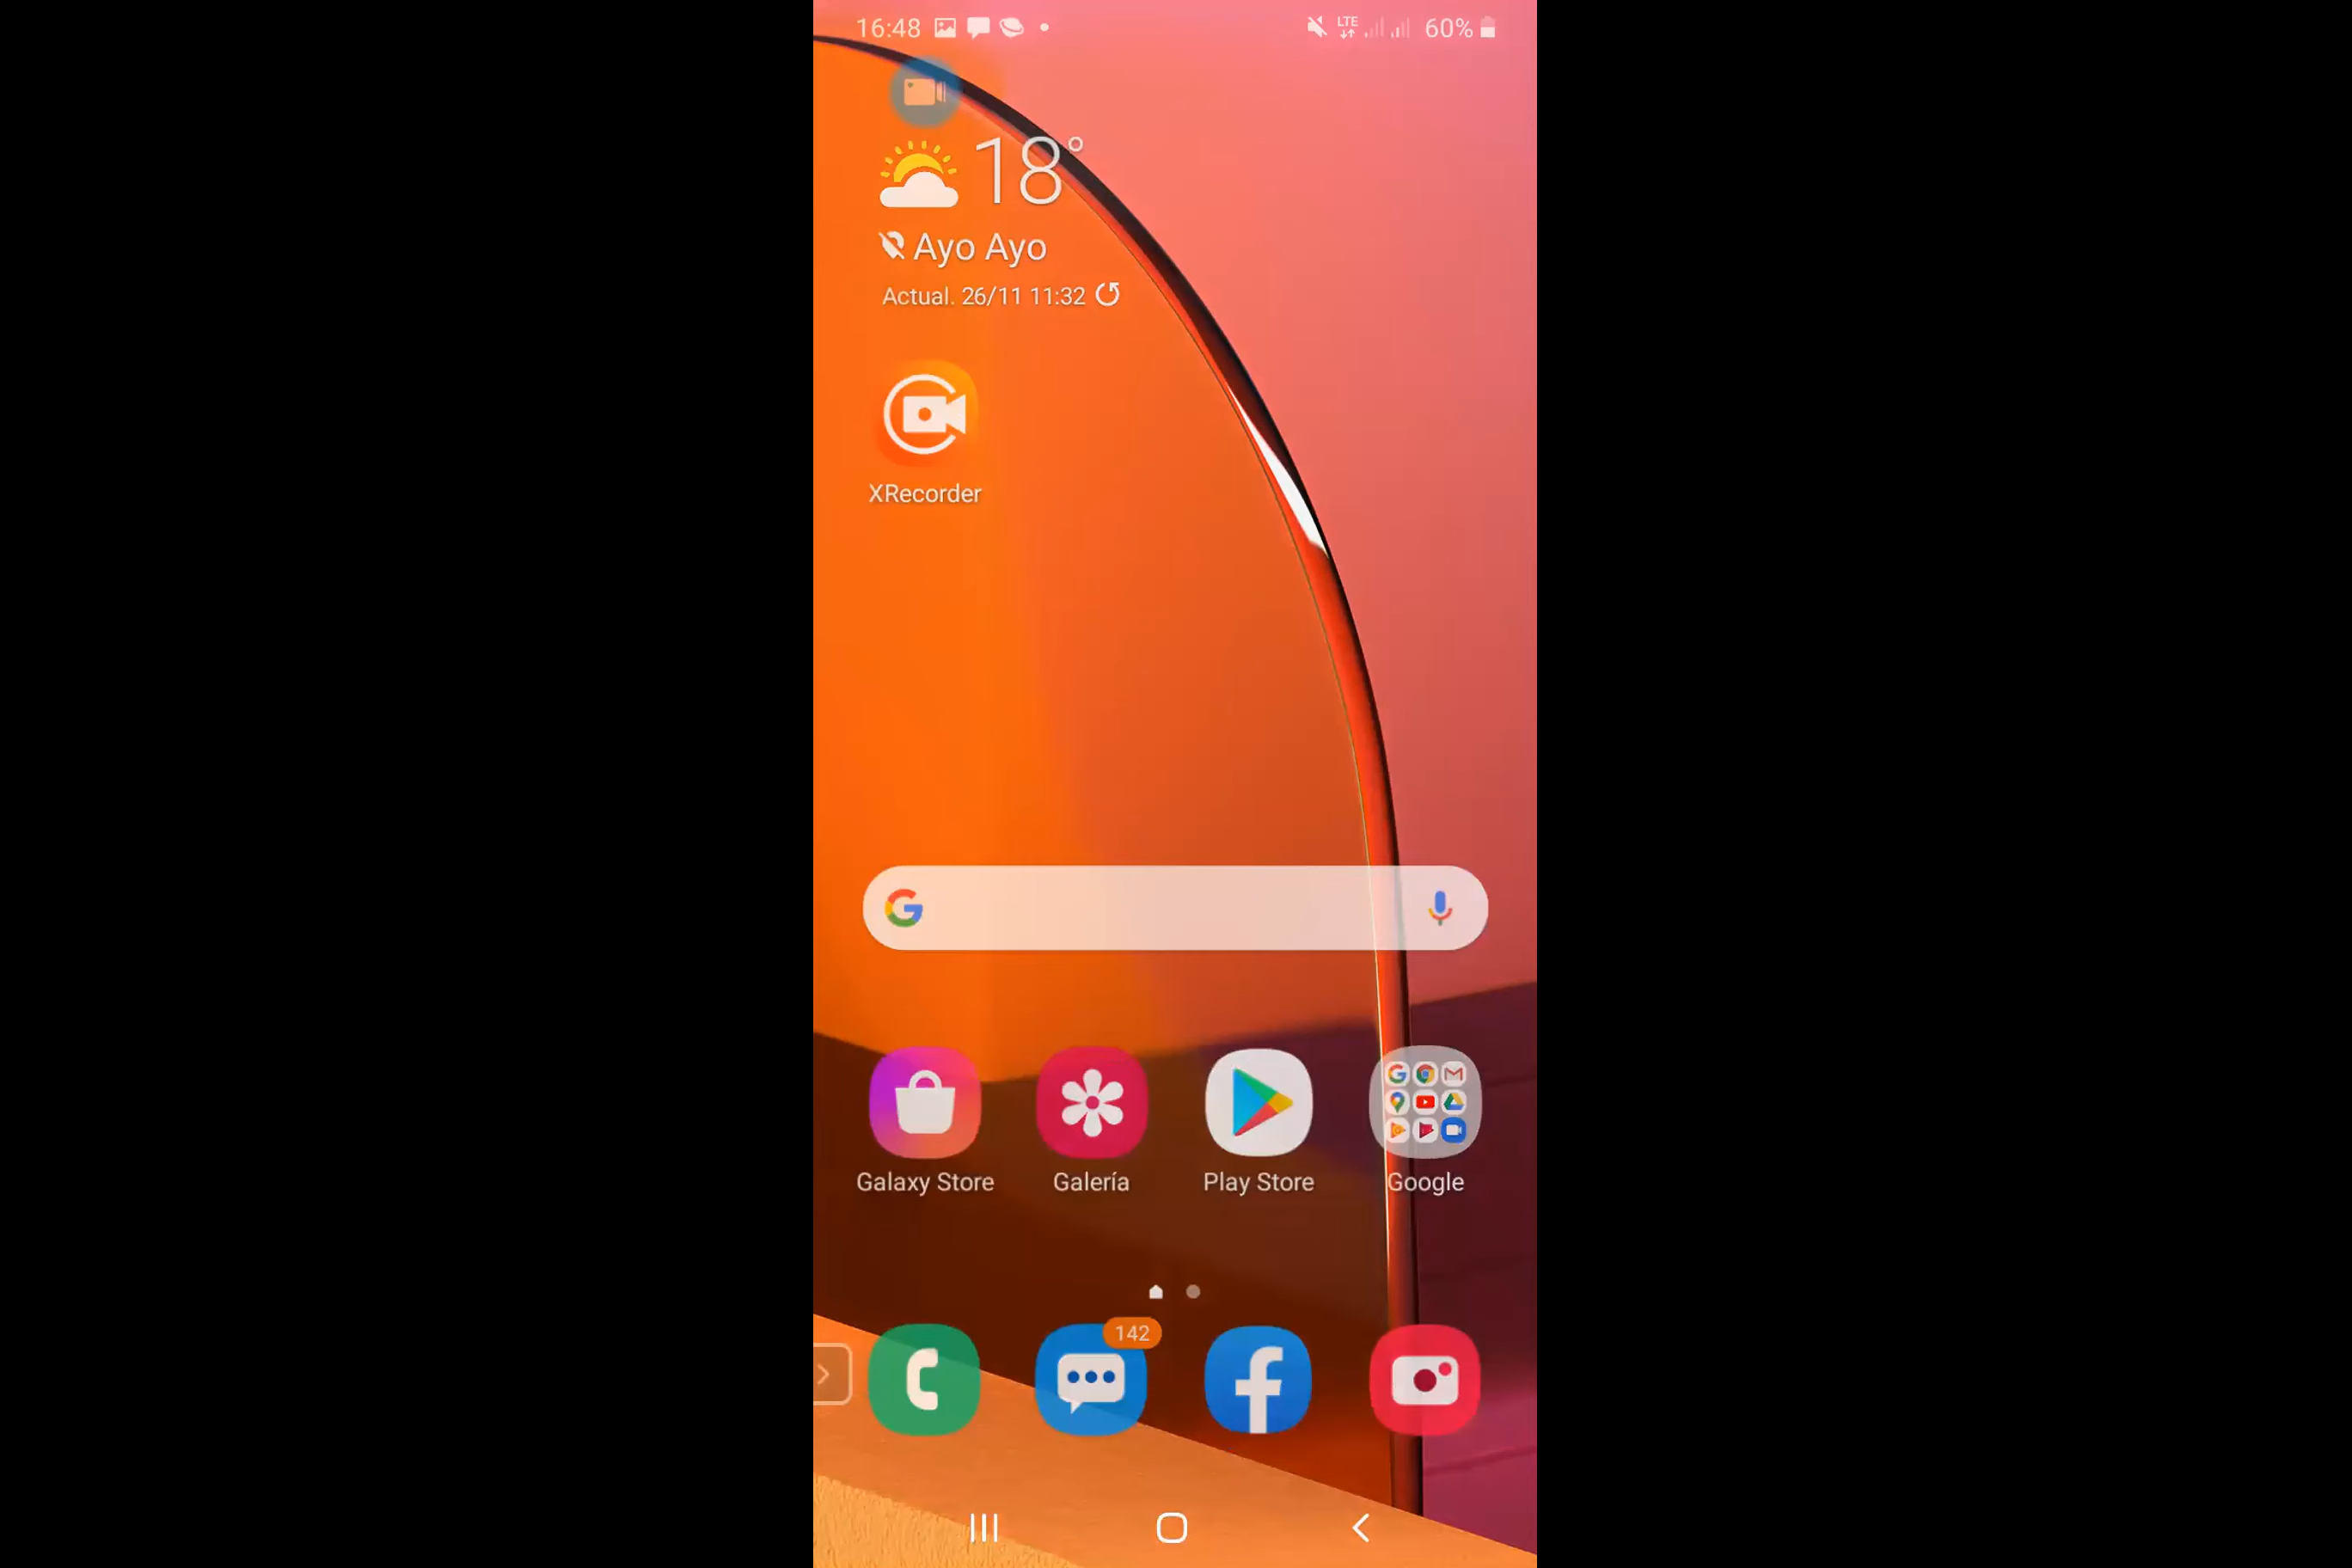 16:48
LTE
60%
18°
Ayo Ayo
Actual. 26/11 11:32
XRecorder
Galaxy Store
Galería
Play Store
Google
142